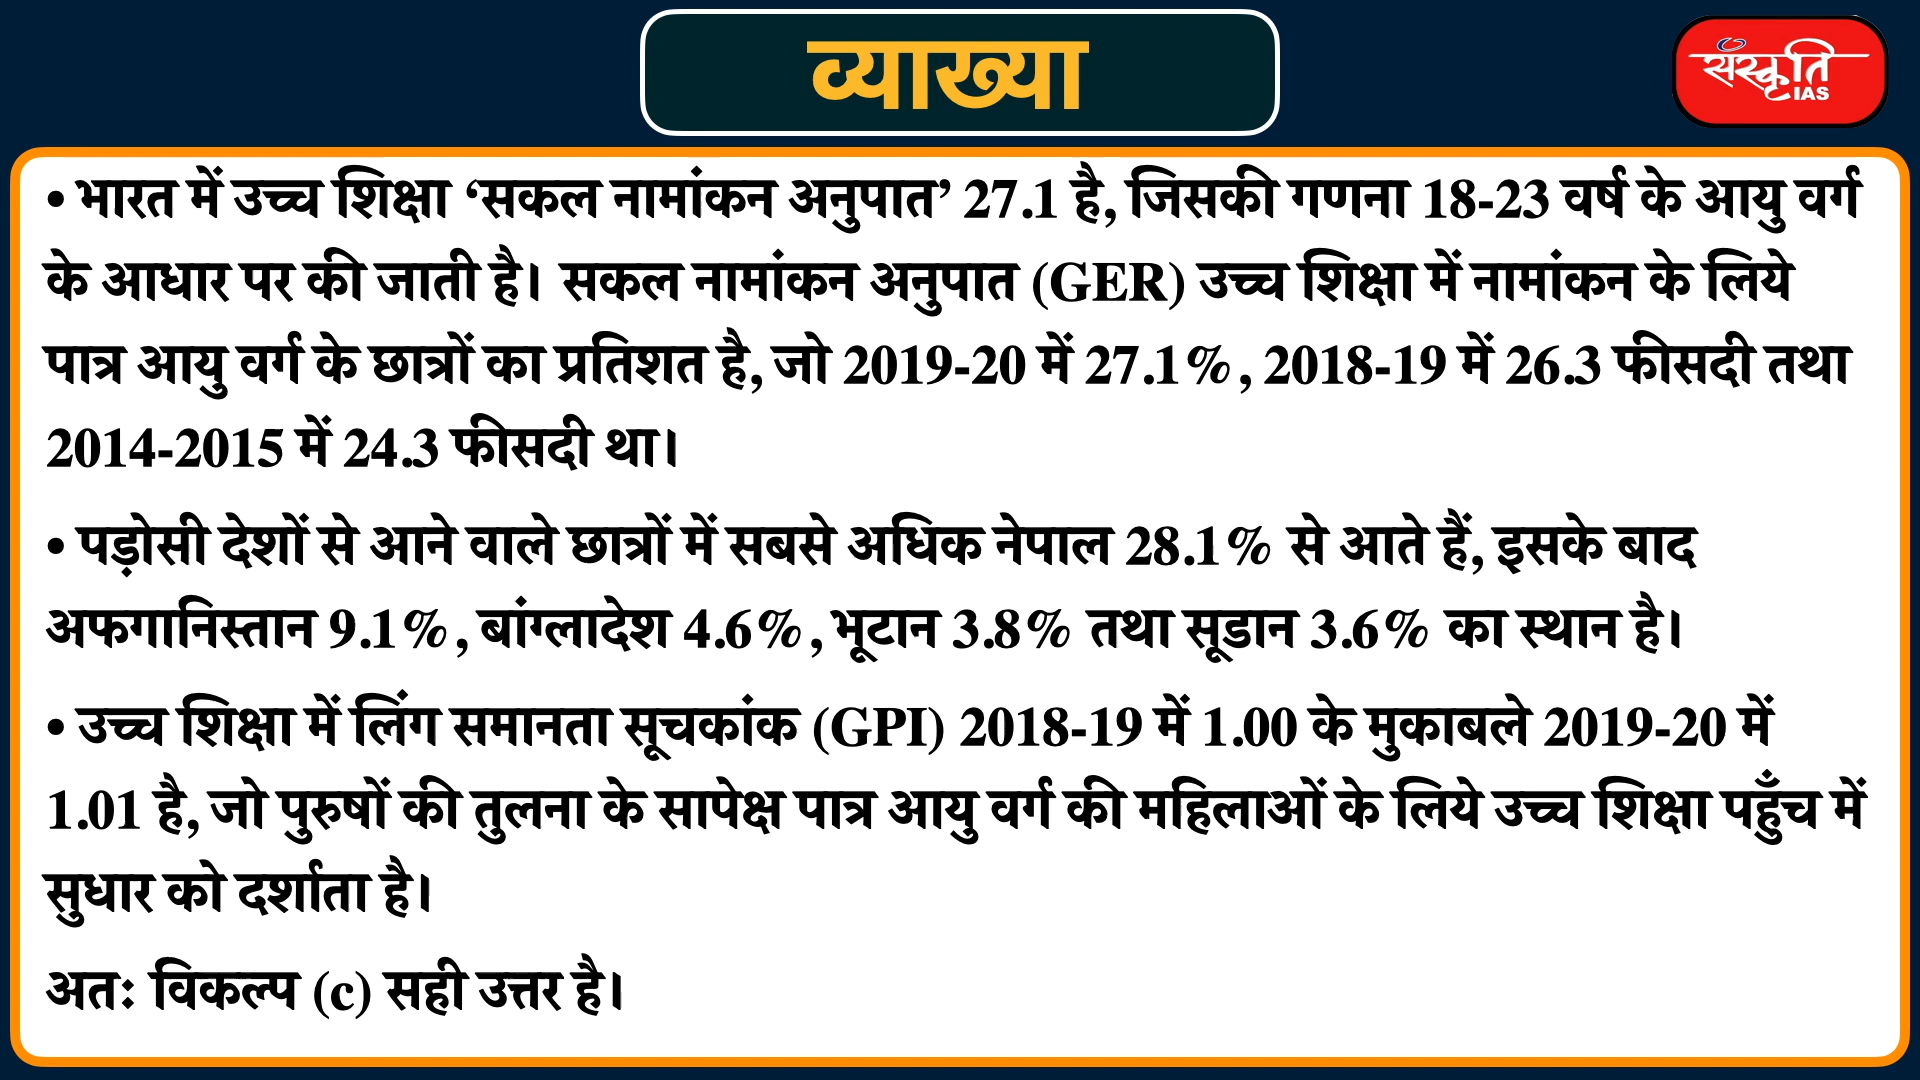 व्याख्या
संस्कृति
IAS
• भारत में उच्च शिक्षा ‘सकल नामांकन अनुपात’ 27.1 है, जिसकी गणना 18-23 वर्ष के आयु वर्ग
के आधार पर की जाती है। सकल नामांकन अनुपात (GER) उच्च शिक्षा में नामांकन के लिये
पात्र आयु वर्ग के छात्रों का प्रतिशत है, जो 2019-20 में 27.1%, 2018-19 में 26.3 फीसदी तथा
2014-2015 में 24.3 फीसदी था।
• पड़ोसी देशों से आने वाले छात्रों में सबसे अधिक नेपाल 28.1% से आते हैं, इसके बाद
अफगानिस्तान 9.1%, बांग्लादेश 4.6%, भूटान 3.8% तथा सूडान 3.6% का स्थान है।
• उच्च शिक्षा में लिंग समानता सूचकांक (GPI) 2018-19 में 1.00 के मुकाबले 2019-20 में
1.01 है, जो पुरुषों की तुलना के सापेक्ष पात्र आयु वर्ग की महिलाओं के लिये उच्च शिक्षा पहुँच में
सुधार को दर्शाता है।
अतः विकल्प (c) सही उत्तर है।